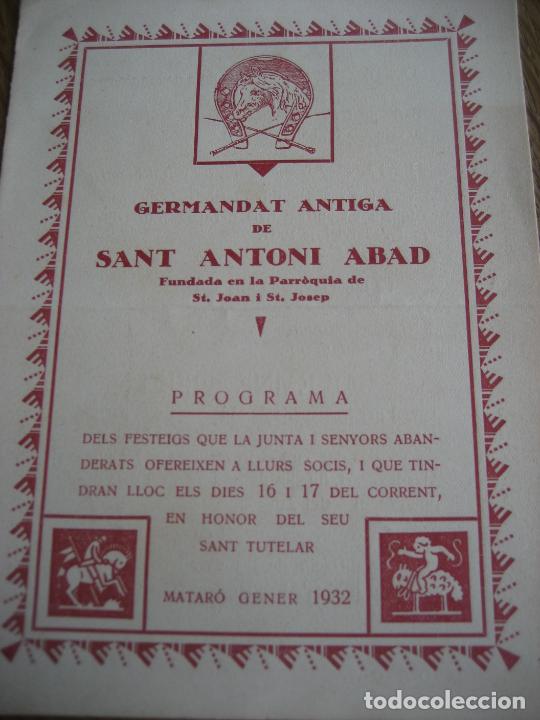 GERMANDAT ANTIGA
DE
SANT ANTONI ABAD
Fundada en la Parròquia de
St. Joan i St. Josep
PROGRAMA
DELS FESTEIGS QUE LA JUNTA I SENYORS ABAN-
DERATS OFEREIXEN A LLURS SOCIS, I QUE TIN-
DRAN LLOC ELS DIES 16 I 17 DEL CORRENT,
EN HONOR DEL SEU
SANT TUTELAR
MATARÓ GENER 1932
todocoleccion.net